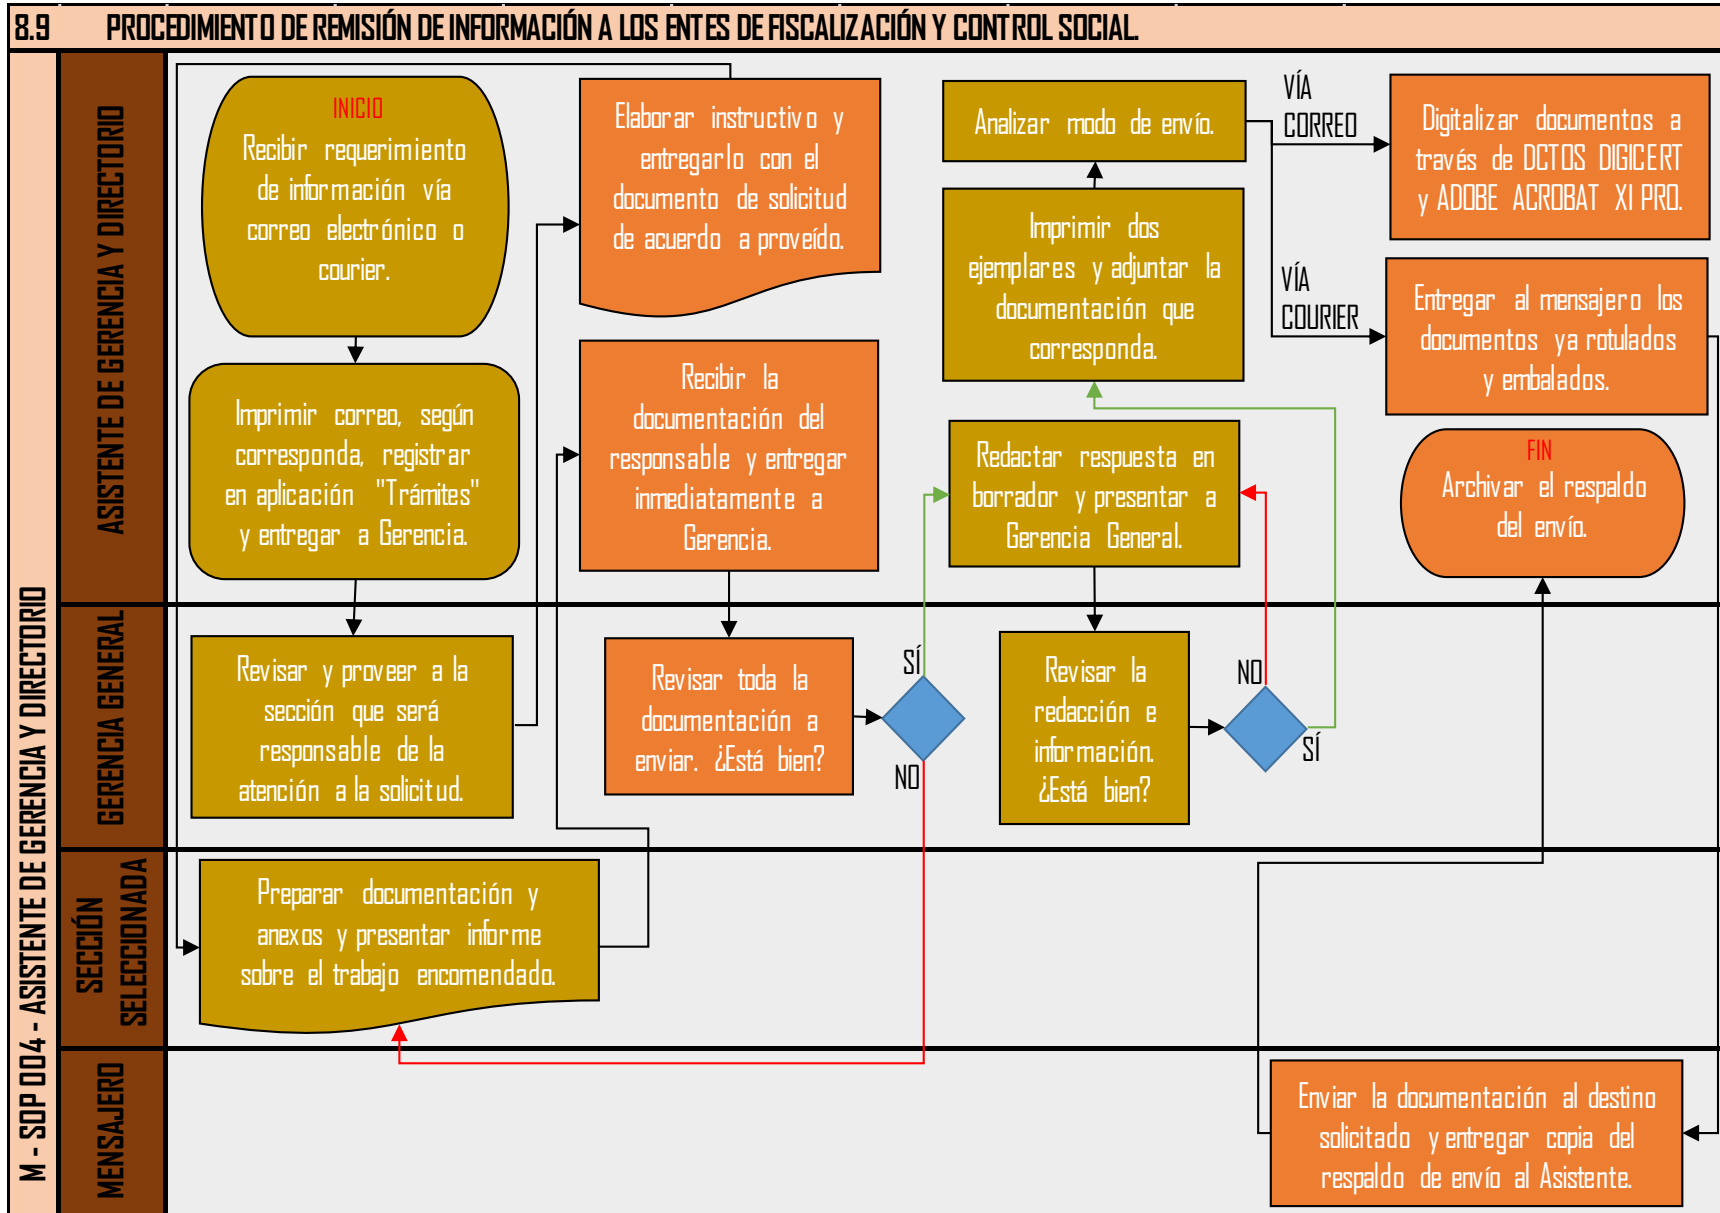 8.9 PROCEDIMIENTO DE REMISIÓN DE INFORMACIÓN A LOS ENTES DE FISCALIZACIÓN Y CONTROL SOCIAL.
M - SOP 004 - ASISTENTE DE GERENCIA Y DIRECTORIO
ASISTENTE DE GERENCIA Y DIRECTORIO
INICIO
Recibir requerimiento
de información vía
correo electrónico o
courier.
Imprimir correo, según
corresponda, registrar
en aplicación "Trámites"
y entregar a Gerencia.
Elaborar instructivo y
entregarlo con el
documento de solicitud
de acuerdo a proveído.
Recibir la
documentación del
responsable y entregar
inmediatamente a
Gerencia.
Analizar modo de envío.
Imprimir dos
ejemplares y adjuntar la
documentación que
corresponda.
Redactar respuesta en
borrador y presentar a
Gerencia General.
VÍA
CORREO
VÍA
COURIER
Digitalizar documentos a
través de DCTOS DIGICERT
y ADOBE ACROBAT XI PRO.
Entregar al mensajero los
documentos ya rotulados
y embalados.
FIN
Archivar el respaldo
del envío.
GERENCIA GENERAL
Revisar y proveer a la
sección que será
responsable de la
atención a la solicitud.
Revisar toda la
documentación a
enviar. ¿Está bien?
SÍ
NO
Revisar la
redacción e
información.
¿Está bien?
NO
SÍ
SECCIÓN
SELECCIONADA
Preparar documentación y
anexos y presentar informe
sobre el trabajo encomendado.
MENSAJERO
Enviar la documentación al destino
solicitado y entregar copia del
respaldo de envío al Asistente.